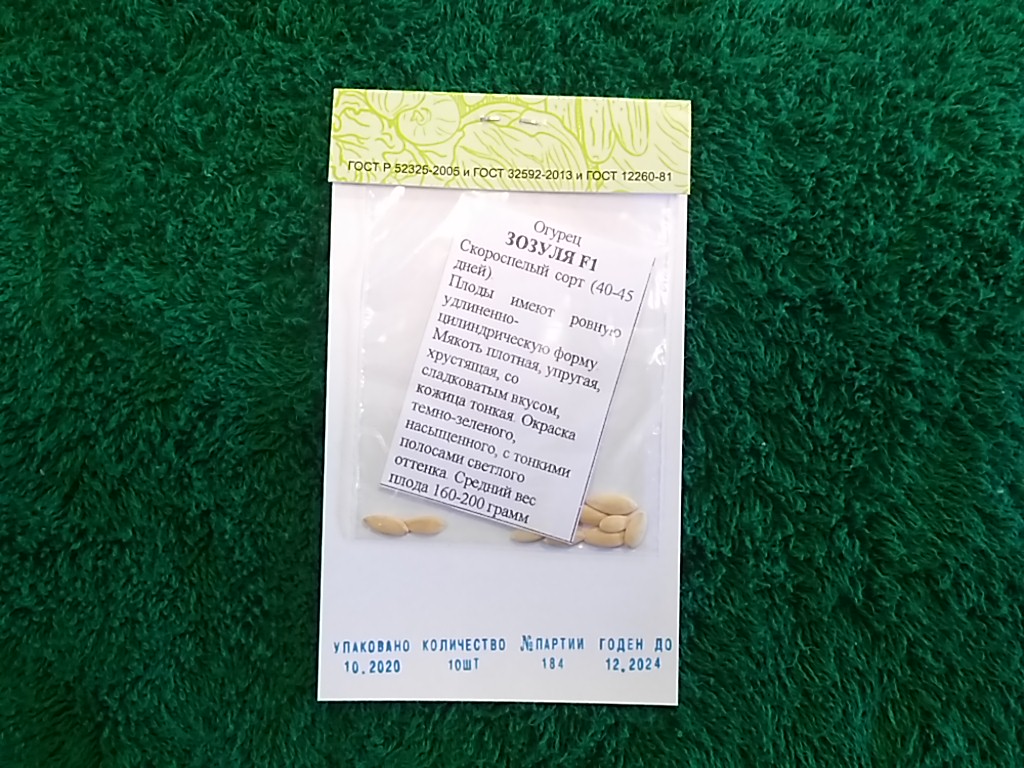 ГОСТ Р 52325-2005 и ГОСТ 32592-2013 и ГОСТ 12260-81
Огурец
ЗОЗУЛЯ F1
Скороспелый сорт (40-45
дней)
Плоды имеют ровную
удлиненно-
цилиндрическую форму
Мякоть плотная, упругая,
хрустящая, со
сладковатым вкусом,
кожица тонкая. Окраска
темно-зеленого,
насыщенного, с тонкими
полосами светлого
оттенка. Средний вес
плода 160-200 грамм
УПАКОВАНО КОЛИЧЕСТВО №ПАРТИИ ГОДЕН ДО
10.2020 10ШТ 184 12.2024